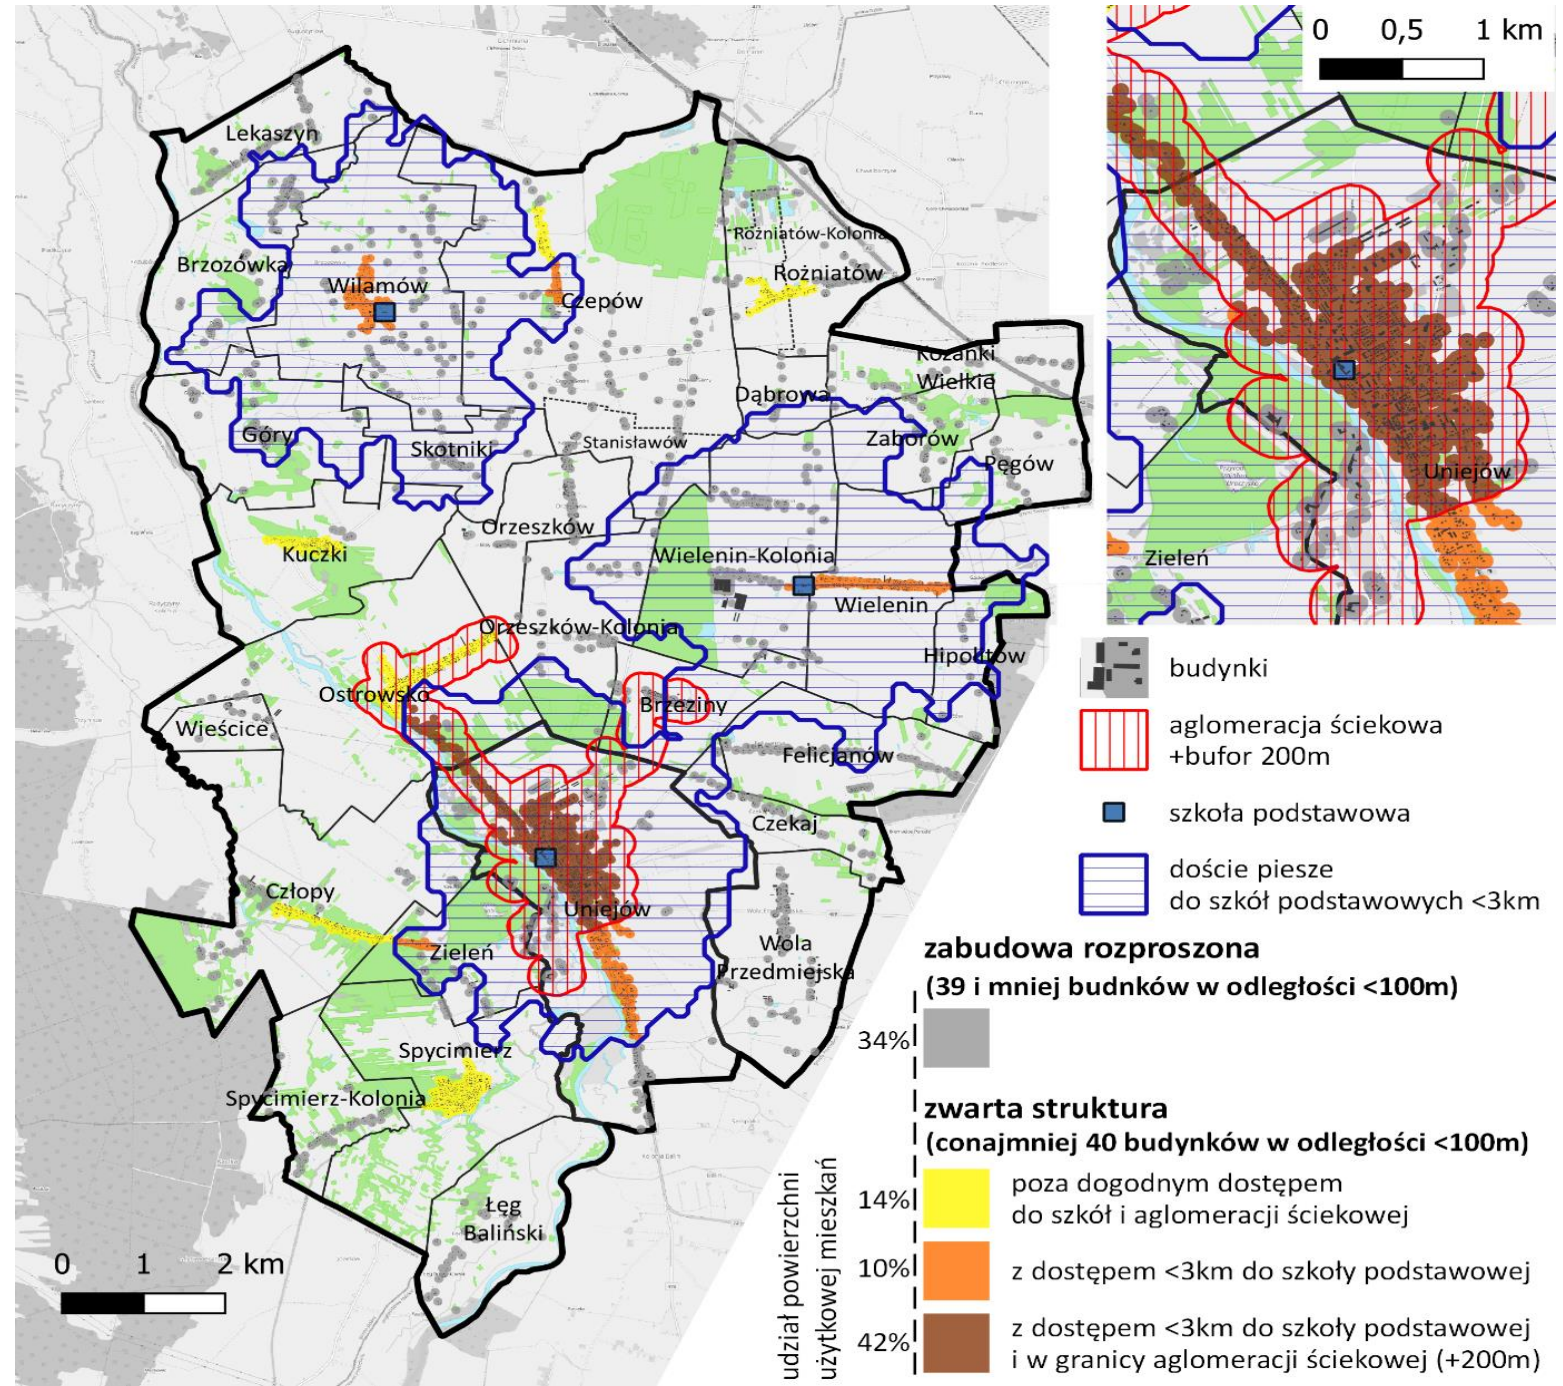 0 0,5 1 km
Lekaszyn
Rożniatów-Kolonia
Brzozówka
Rożniatów
Wilamów
Czepów
Kozanki
Wielkie
Dąbrowa
Góry
Skotniki
Stanisławów
Zaborów
Pęgów
Uniejów
Orzeszków
Kuczki
Wielenin-Kolonia
Zieleń
Wielenin
Orzeszków-Kolonia
Hipolitów
budynki
Ostrowsko
Brzeziny
Wieścice
aglomeracja ściekowa
+bufor 200m
Felicjanów
szkoła podstawowa
Czekaj
doście piesze
do szkół podstawowych <3km
Człopy
Uniejów
Zieleń
Wola
Przedmiejska
zabudowa rozproszona
(39 i mniej budnków w odległości <100m)
34%
Spycimierz
Spycimierz-Kolonia
zwarta struktura
(conajmniej 40 budynków w odległości <100m)
udział powierzchni
użytkowej mieszkań
14%
poza dogodnym dostępem
do szkół i aglomeracji ściekowej
Łęg
Baliński
0 1 2 km
10%
z dostępem <3km do szkoły podstawowej
42%
z dostępem <3km do szkoły podstawowej
i w granicy aglomeracji ściekowej (+200m)